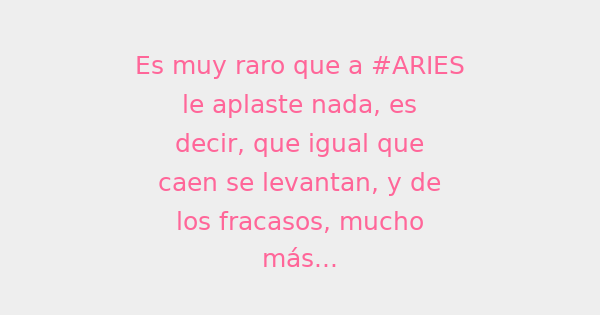 Es muy raro que a #ARIES
le aplaste nada, es
decir, que igual que
caen se levantan, y de
los fracasos, mucho
más...